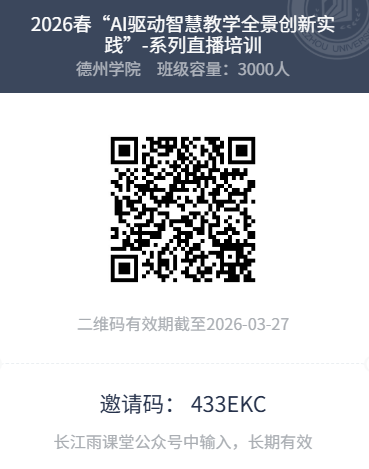 2026春“AI驱动智慧教学全景创新实
践”-系列直播培训
德州学院 班级容量：3000人
二维码有效期截至2026-03-27
邀请码： 433EKC
长江雨课堂公众号中输入，长期有效